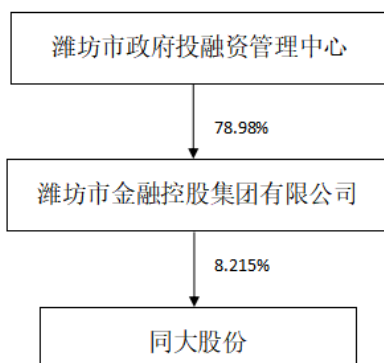 潍坊市政府投融资管理中心
78.98%
潍坊市金融控股集团有限公司
8.215%
同大股份